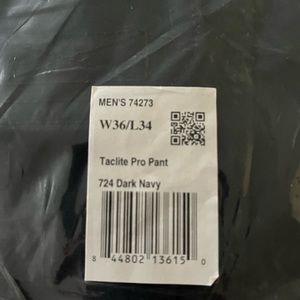 MEN'S 74273
W36/L34
Taclite Pro Pant
724 Dark Navy
8 44802 13615 0